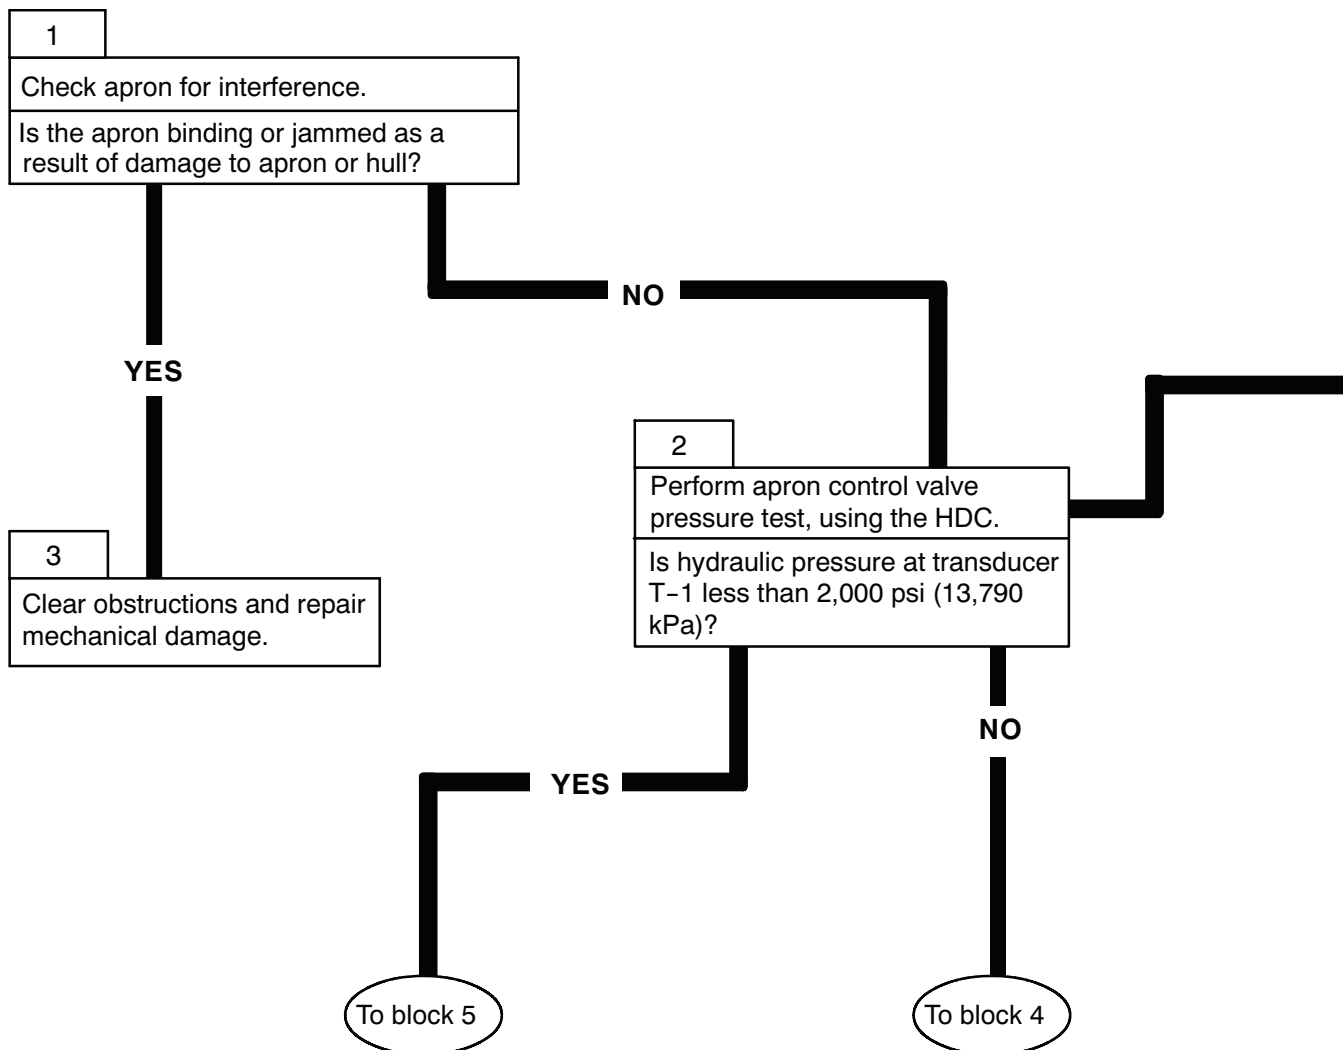 1
Check apron for interference.
Is the apron binding or jammed as a
result of damage to apron or hull?
NO
YES
2
Perform apron control valve
pressure test, using the HDC.
Is hydraulic pressure at transducer
T-1 less than 2,000 psi (13,790
kPa)?
3
Clear obstructions and repair
mechanical damage.
NO
YES
To block 5
To block 4